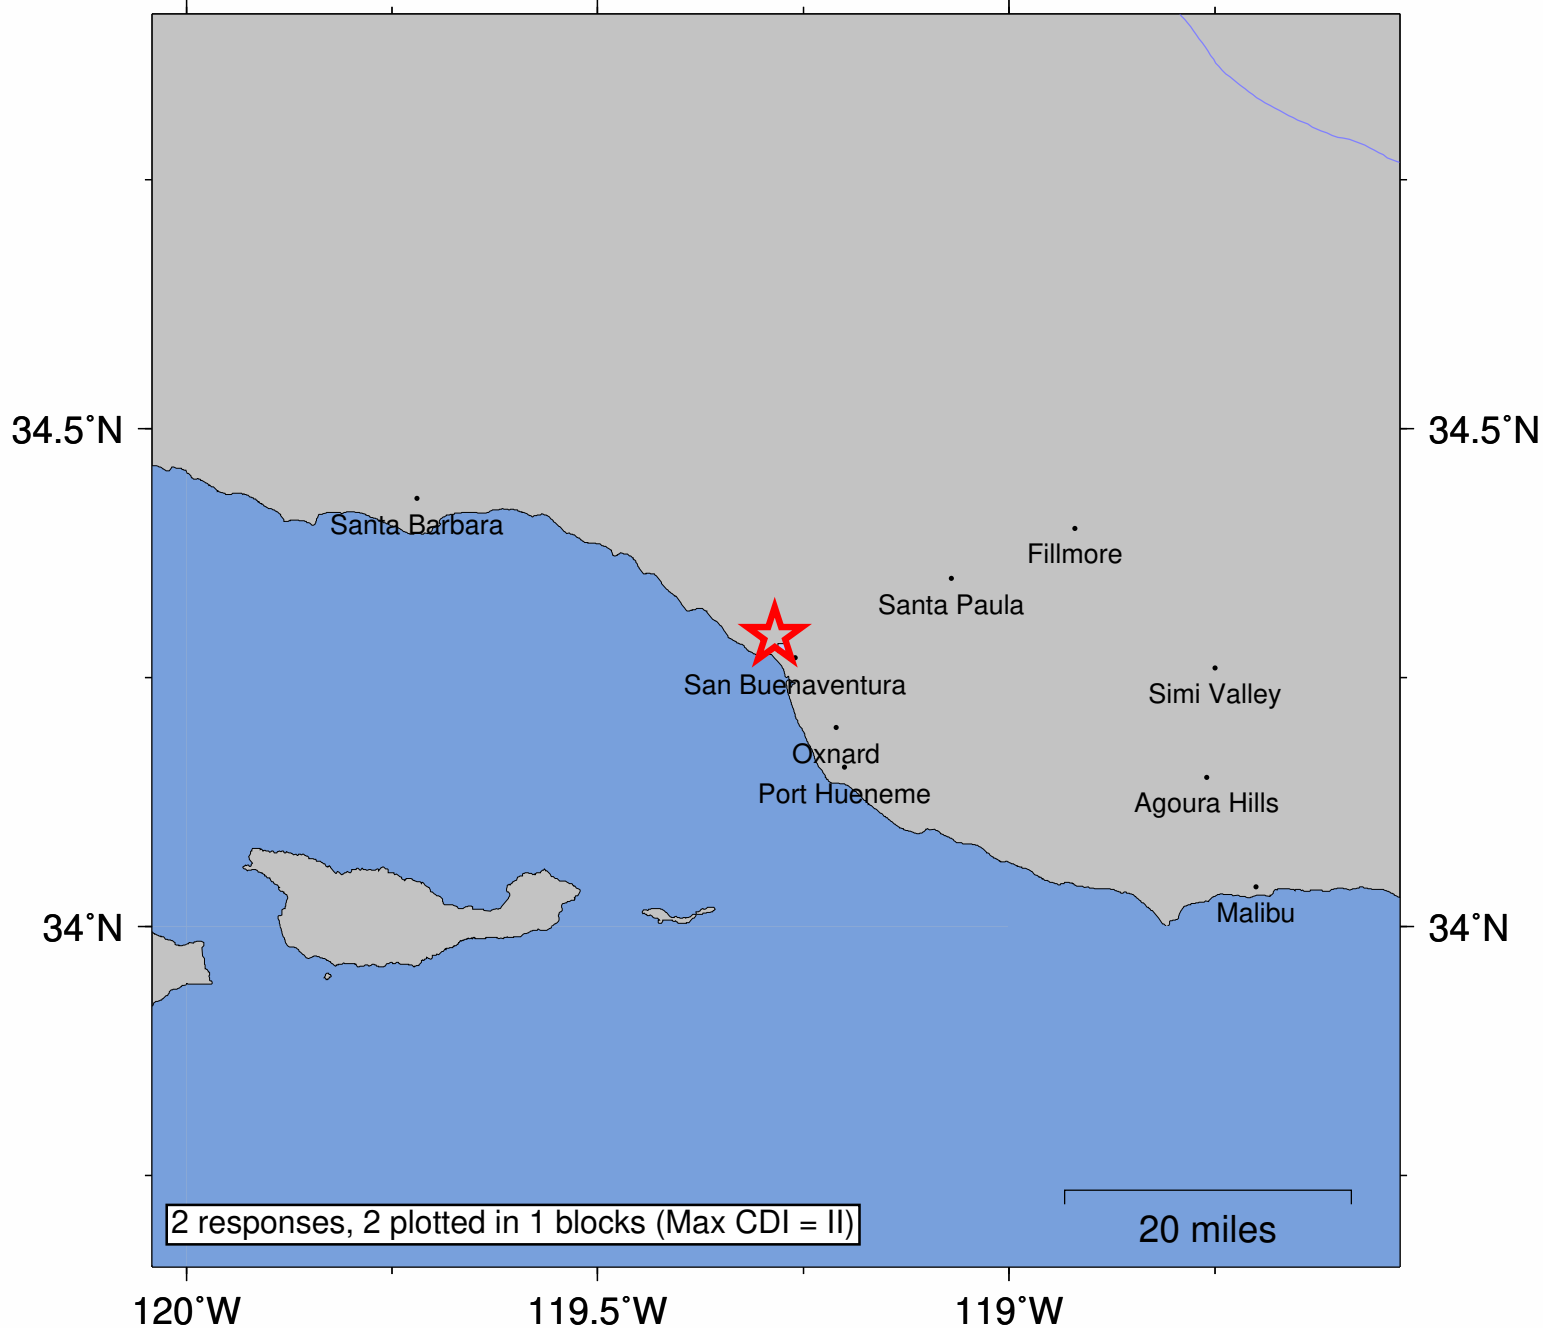 34.5˚N
34.5˚N
Santa Barbara
Fillmore
Santa Paula
San Buenaventura
Simi Valley
Oxnard
Port Hueneme
Agoura Hills
Malibu
34˚N
34˚N
2 responses, 2 plotted in 1 blocks (Max CDI = II)
20 miles
120˚W
119.5˚W
119˚W